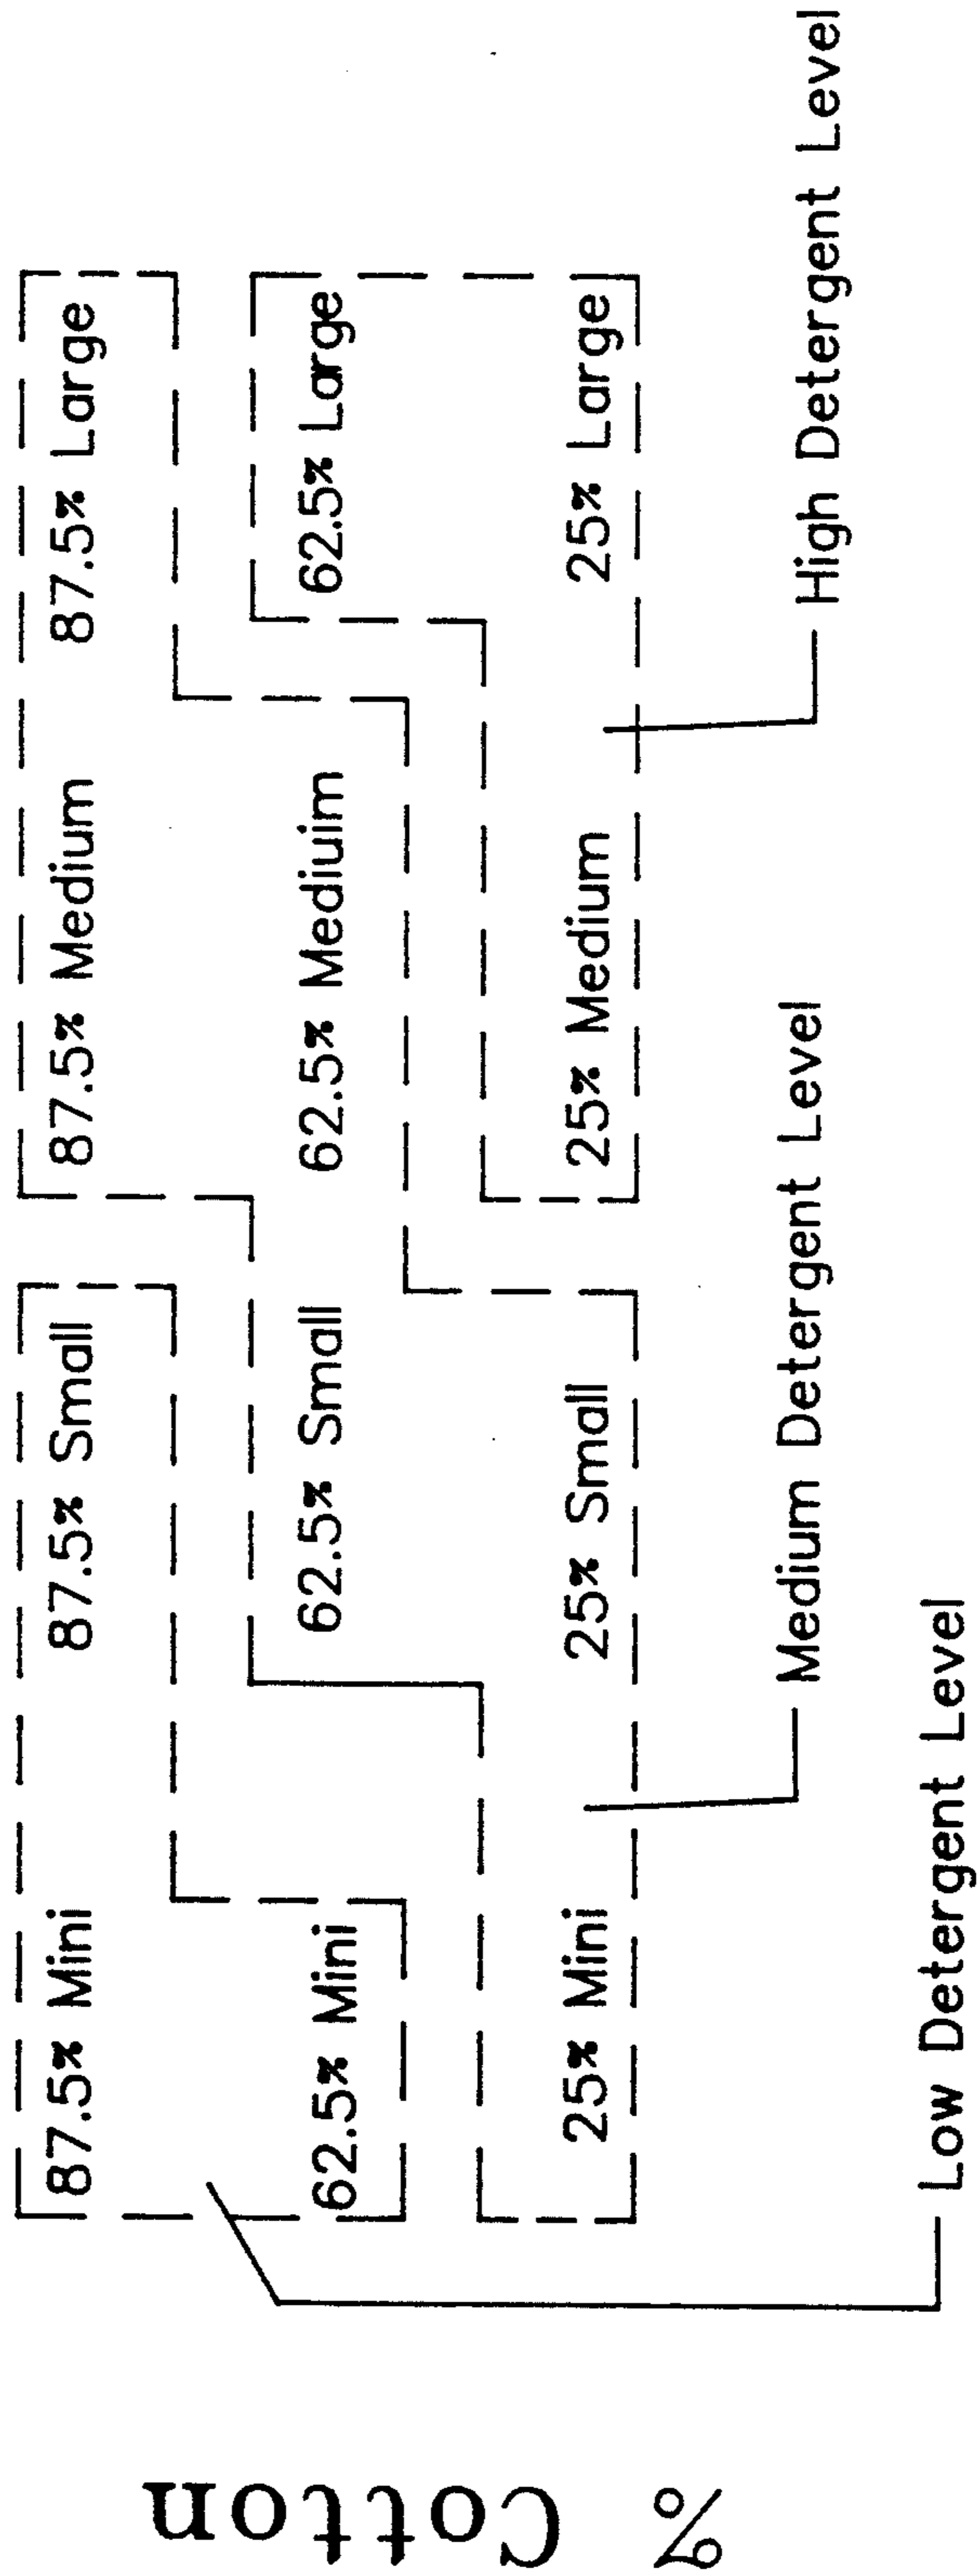 87.5% Mini 87.5% Small 87.5% Medium 87.5% Large
62.5% Mini 62.5% Small 62.5% Mediuim 62.5% Large
25% Mini 25% Small 25% Medium 25% Large
High Detergent Level
Medium Detergent Level
Low Detergent Level
% Cotton